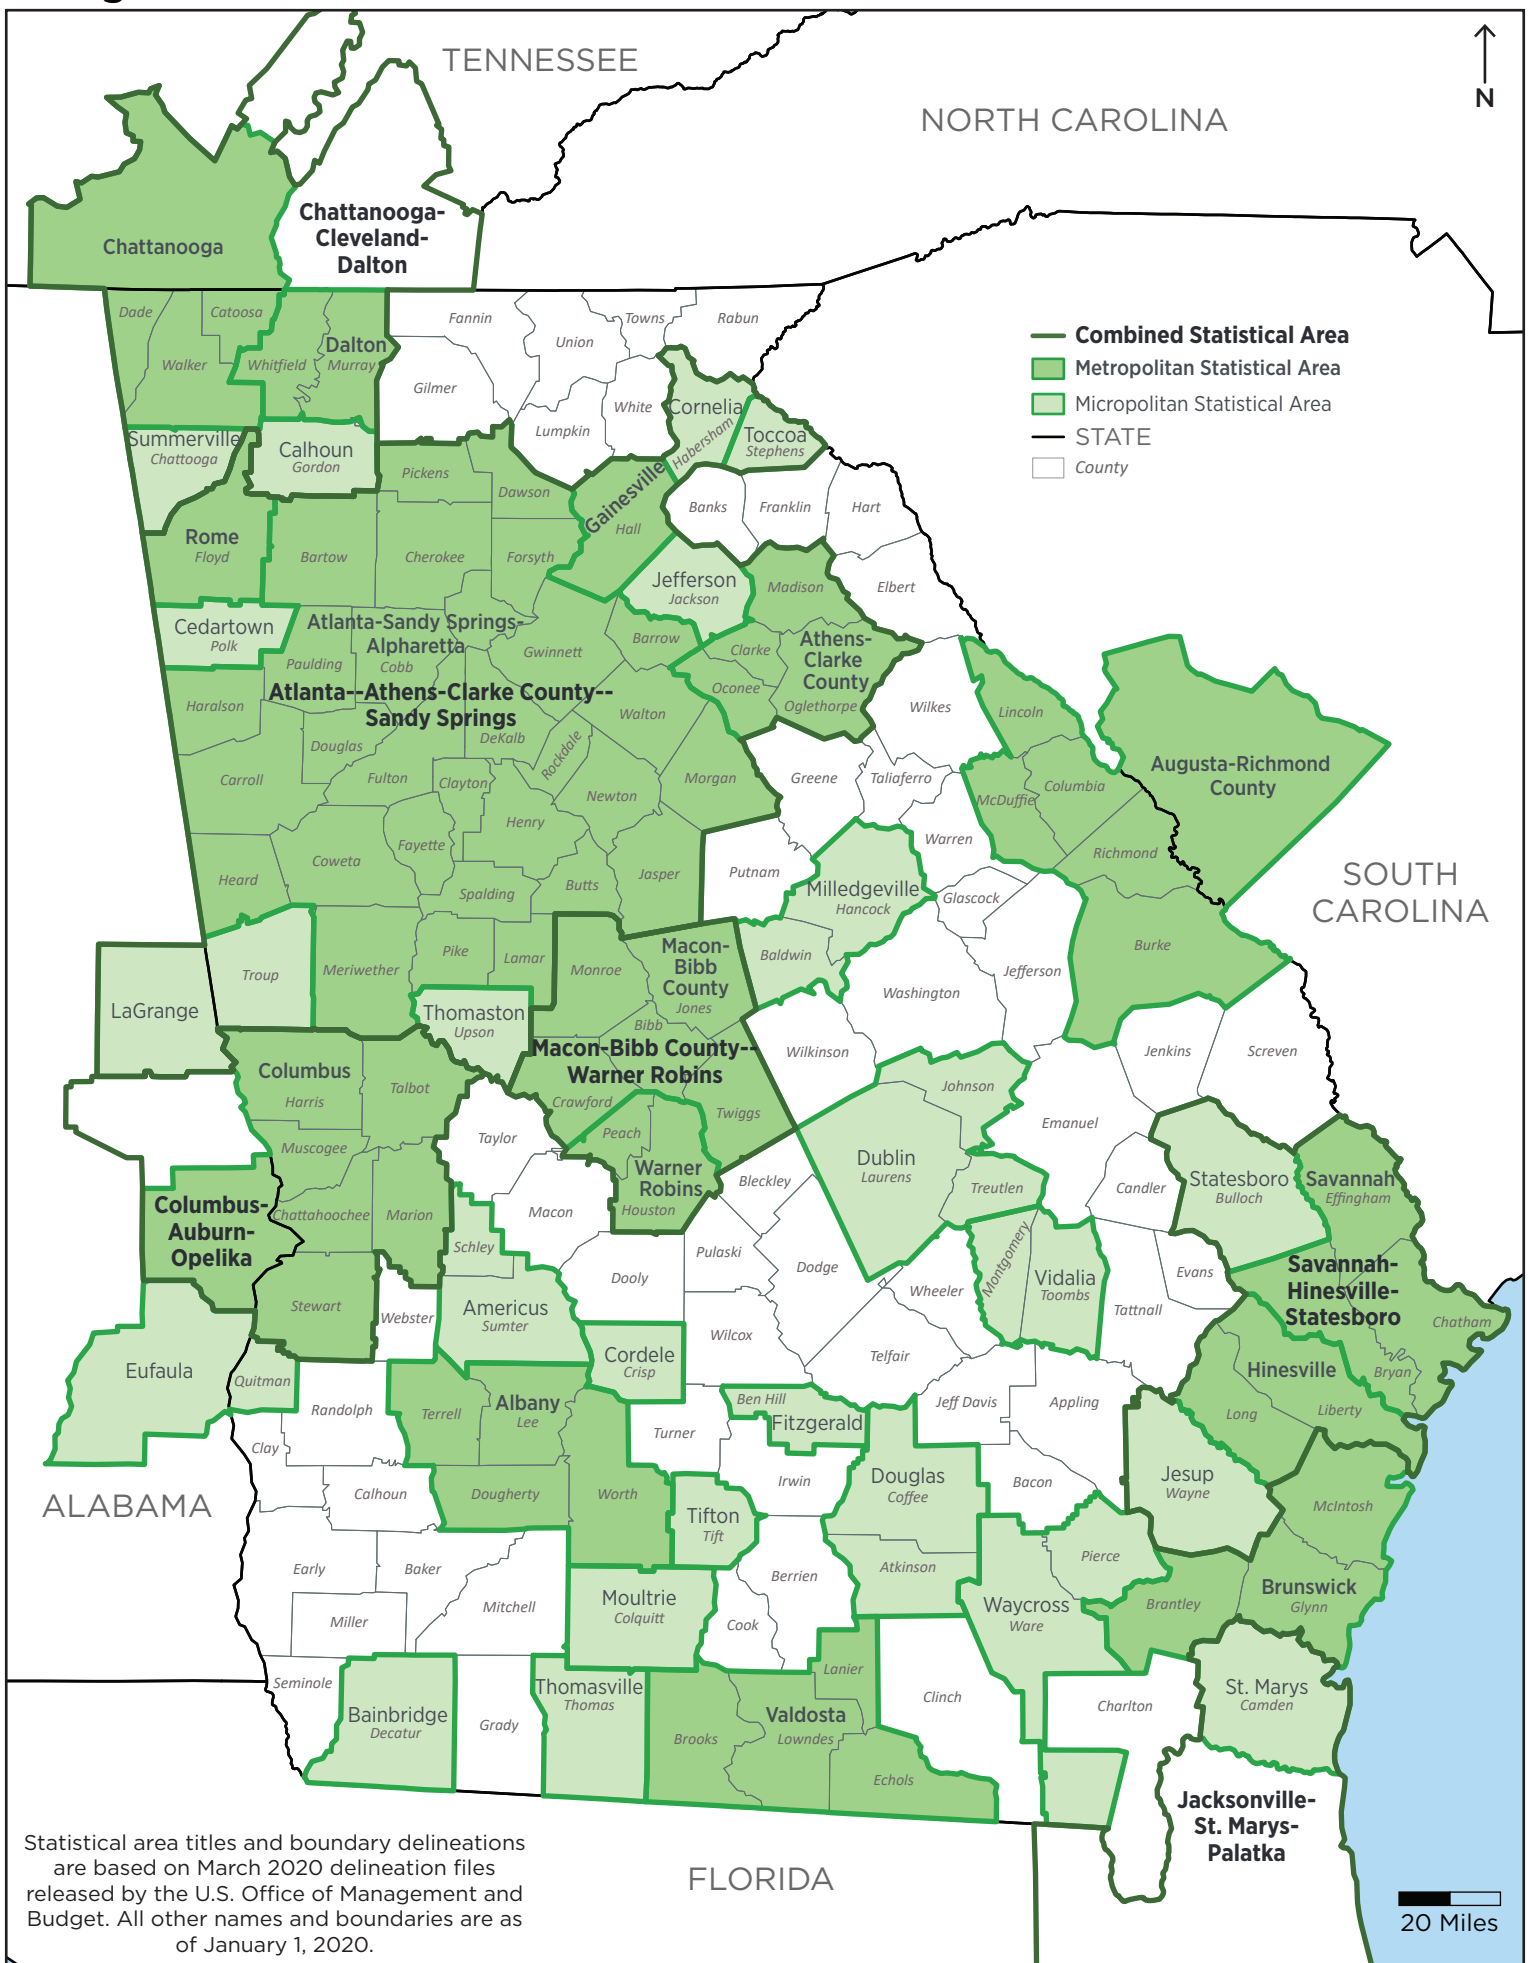 TENNESSEE
NORTH CAROLINA
N
Chattanooga-
Cleveland-
Dalton
Chattanooga
Dade
Catoosa
Walker
Whitfield
Dalton
Murray
Fannin
Union
Towns
Rabun
Gilmer
White
Lumpkin
Combined Statistical Area
Metropolitan Statistical Area
Micropolitan Statistical Area
STATE
County
Summerville
Chattooga
Calhoun
Gordon
Cornelia
Habersham
Toccoa
Stephens
Pickens
Dawson
Gainesville
Hall
Banks
Franklin
Hart
Rome
Floyd
Bartow
Cherokee
Forsyth
Jefferson
Jackson
Madison
Elbert
Cedartown
Polk
Atlanta-Sandy Springs-
Alpharetta
Paulding
Cobb
Gwinnett
Barrow
Clarke
Oconee
Athens-
Clarke
County
Oglethorpe
Atlanta--Athens-Clarke County--
Sandy Springs
Haralson
Douglas
DeKalb
Rockdale
Walton
Wilkes
Lincoln
Carroll
Fulton
Clayton
Newton
Morgan
Greene
Taliaferro
McDuffie
Columbia
Augusta-Richmond
County
Coweta
Fayette
Henry
Warren
Richmond
Heard
Spalding
Butts
Jasper
Putnam
Milledgeville
Hancock
Glascock
SOUTH
CAROLINA
Troup
Meriwether
Pike
Lamar
Monroe
Macon-
Bibb
County
Jones
Baldwin
Washington
Jefferson
Burke
LaGrange
Thomaston
Upson
Bibb
Macon-Bibb County--
Warner Robins
Wilkinson
Jenkins
Screven
Columbus
Harris
Talbot
Crawford
Peach
Twiggs
Johnson
Emanuel
Muscogee
Taylor
Warner
Robins
Houston
Bleckley
Dublin
Laurens
Treutlen
Candler
Statesboro
Bulloch
Savannah
Effingham
Columbus-
Auburn-
Opelika
Chattahoochee
Marion
Macon
Schley
Dooly
Pulaski
Dodge
Wheeler
Montgomery
Vidalia
Toombs
Tattnall
Evans
Savannah-
Hinesville-
Statesboro
Chatham
Stewart
Webster
Americus
Sumter
Cordele
Crisp
Wilcox
Telfair
Hinesville
Bryan
Eufaula
Quitman
Randolph
Terrell
Albany
Lee
Ben Hill
Fitzgerald
Jeff Davis
Appling
Long
Liberty
Clay
Turner
Irwin
Douglas
Coffee
Bacon
Jesup
Wayne
McIntosh
ALABAMA
Calhoun
Dougherty
Worth
Tifton
Tift
Early
Baker
Berrien
Atkinson
Pierce
Miller
Mitchell
Moultrie
Colquitt
Cook
Waycross
Ware
Brantley
Brunswick
Glynn
Seminole
Bainbridge
Decatur
Grady
Thomasville
Thomas
Lanier
Valdosta
Brooks
Lowndes
Echols
Clinch
Charlton
St. Marys
Camden
Jacksonville-
St. Marys-
Palatka
FLORIDA
Statistical area titles and boundary delineations
are based on March 2020 delineation files
released by the U.S. Office of Management and
Budget. All other names and boundaries are as
of January 1, 2020.
20 Miles